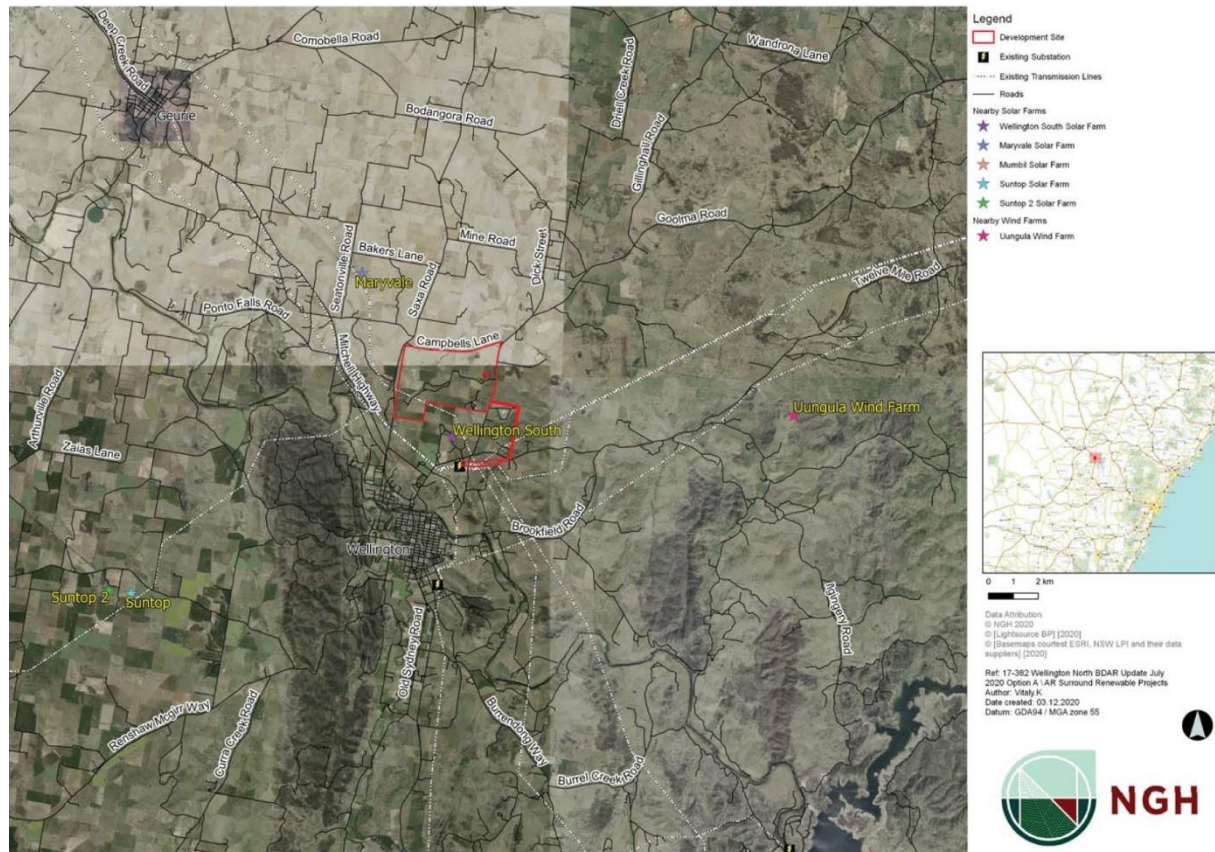 Comobella Road
Deep Creek Road
Geurie
Bodangora Road
Wandrona Lane
Driell Creek Road
Gillinghall Road
Goolma Road
Mine Road
Bakers Lane
Dick Street
Seatonville Road
Saxa Road
Maryvale
Ponto Falls Road
Twelve Mile Road
Campbells Lane
Mitchell Highway
Arthurville Road
Zaias Lane
Wellington South
Uungula Wind Farm
Brookfield Road
Wellington
Suntop 2
Suntop
Ilgingery Road
Old Sydney Road
Renshaw Mcgirr Way
Curra Creek Road
Burrendong Way
Burrel Creek Road
Legend
Development Site
Existing Substation
Existing Transmission Lines
Roads
Nearby Solar Farms
Wellington South Solar Farm
Maryvale Solar Farm
Mumbil Solar Farm
Suntop Solar Farm
Suntop 2 Solar Farm
Nearby Wind Farms
Uungula Wind Farm
0 1 2 km
Data Attribution
© NGH 2020
© [Lightsource BP] [2020]
© [Basemaps courtest ESRI, NSW LPI and their data
suppliers] [2020]
Ref: 17-382 Wellington North BDAR Update July
2020 Option A \ AR Surround Renewable Projects
Author: Vitaly.K
Date created: 03.12.2020
Datum: GDA94 / MGA zone 55
NGH